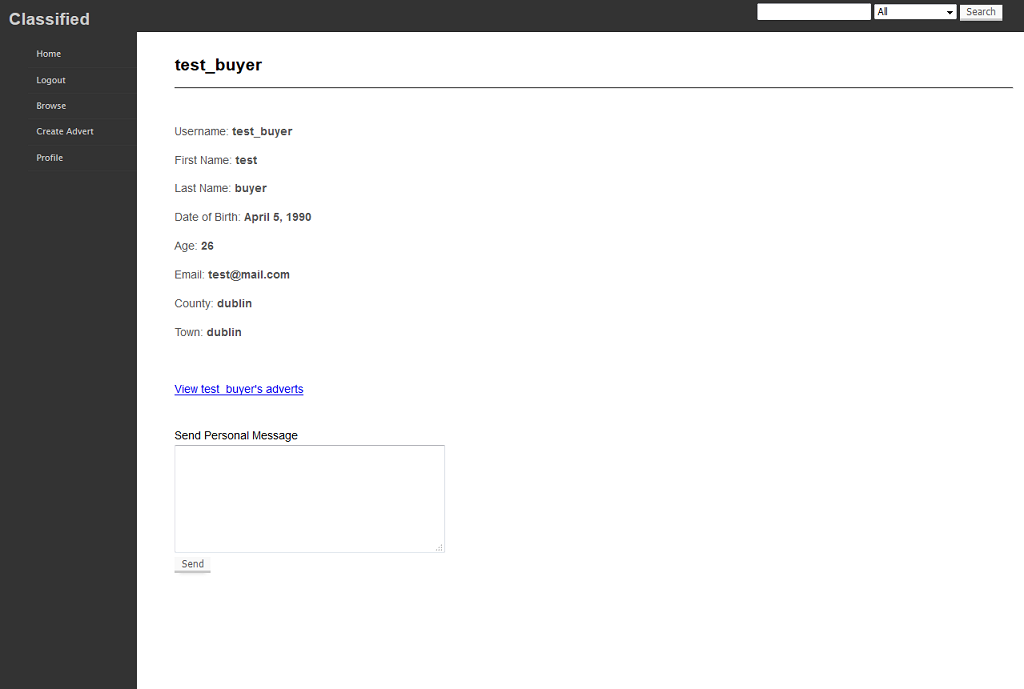 Classified
All
Search
Home
Logout
Browse
Create Advert
Profile
test_buyer
Username: test_buyer
First Name: test
Last Name: buyer
Date of Birth: April 5, 1990
Age: 26
Email: test@mail.com
County: dublin
Town: dublin
View test_buyer's adverts
Send Personal Message
Send